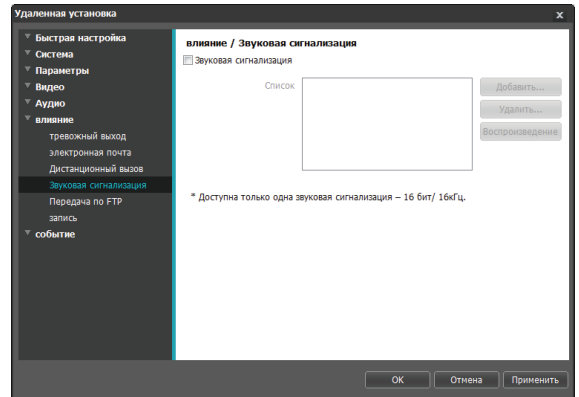 Удаленная установка
x
Быстрая настройка
Система
Параметры
Видео
Аудио
влияние
тревожный выход
электронная почта
Дистанционный вызов
Звуковая сигнализация
Передача по FTP
запись
событие
влияние / Звуковая сигнализация
Звуковая сигнализация
Список
Добавить...
Удалить...
Воспроизведение
* Доступна только одна звуковая сигнализация – 16 бит/ 16кГц.
OK
Отмена
Применить